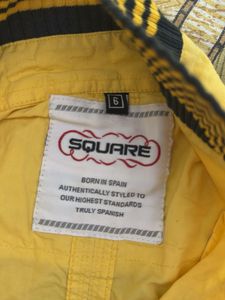 6
SQUARE
BORN IN SPAIN
AUTHENTICALLY STYLED TO
OUR HIGHEST STANDARDS
TRULY SPANISH